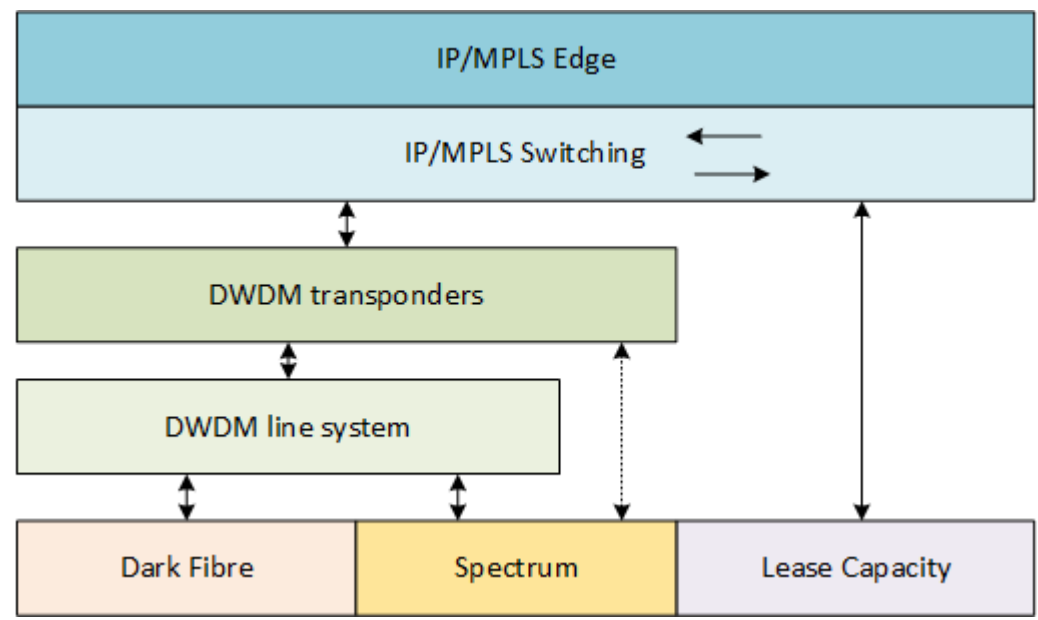 IP/MPLS Edge
IP/MPLS Switching
DWDM transponders
DWDM line system
Dark Fibre
Spectrum
Lease Capacity